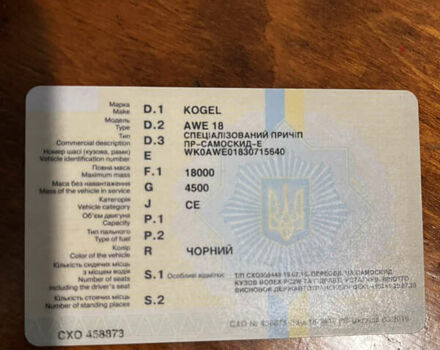 Марка
Make D.1 KOGEL
Модель
Type D.2 AWE 18
Тип
Commercial description D.3 СПЕЦІАЛІЗОВАНИЙ ПРИЧІП
ПР-САМОСКИД-Е
Номер шасі (кузова, рами)
Vehicle identification number E WK0AWE01830715640
Повна маса
Maximum mass F.1 18000
Маса без навантаження
Mass of the vehicle in service G 4500
Категорія
Vehicle category J CE
Об'єм двигуна
Capacity P.1
Тип пального
Type of fuel P.2
Колір
Color of the vehicle R ЧОРНИЙ
Кількість сидячих місць
з місцем водія
Number of seats
including the driver's seat S.1 Особливі відмітки:
Кількість стоячих місць
Number of standing places S.2
СХО 458873